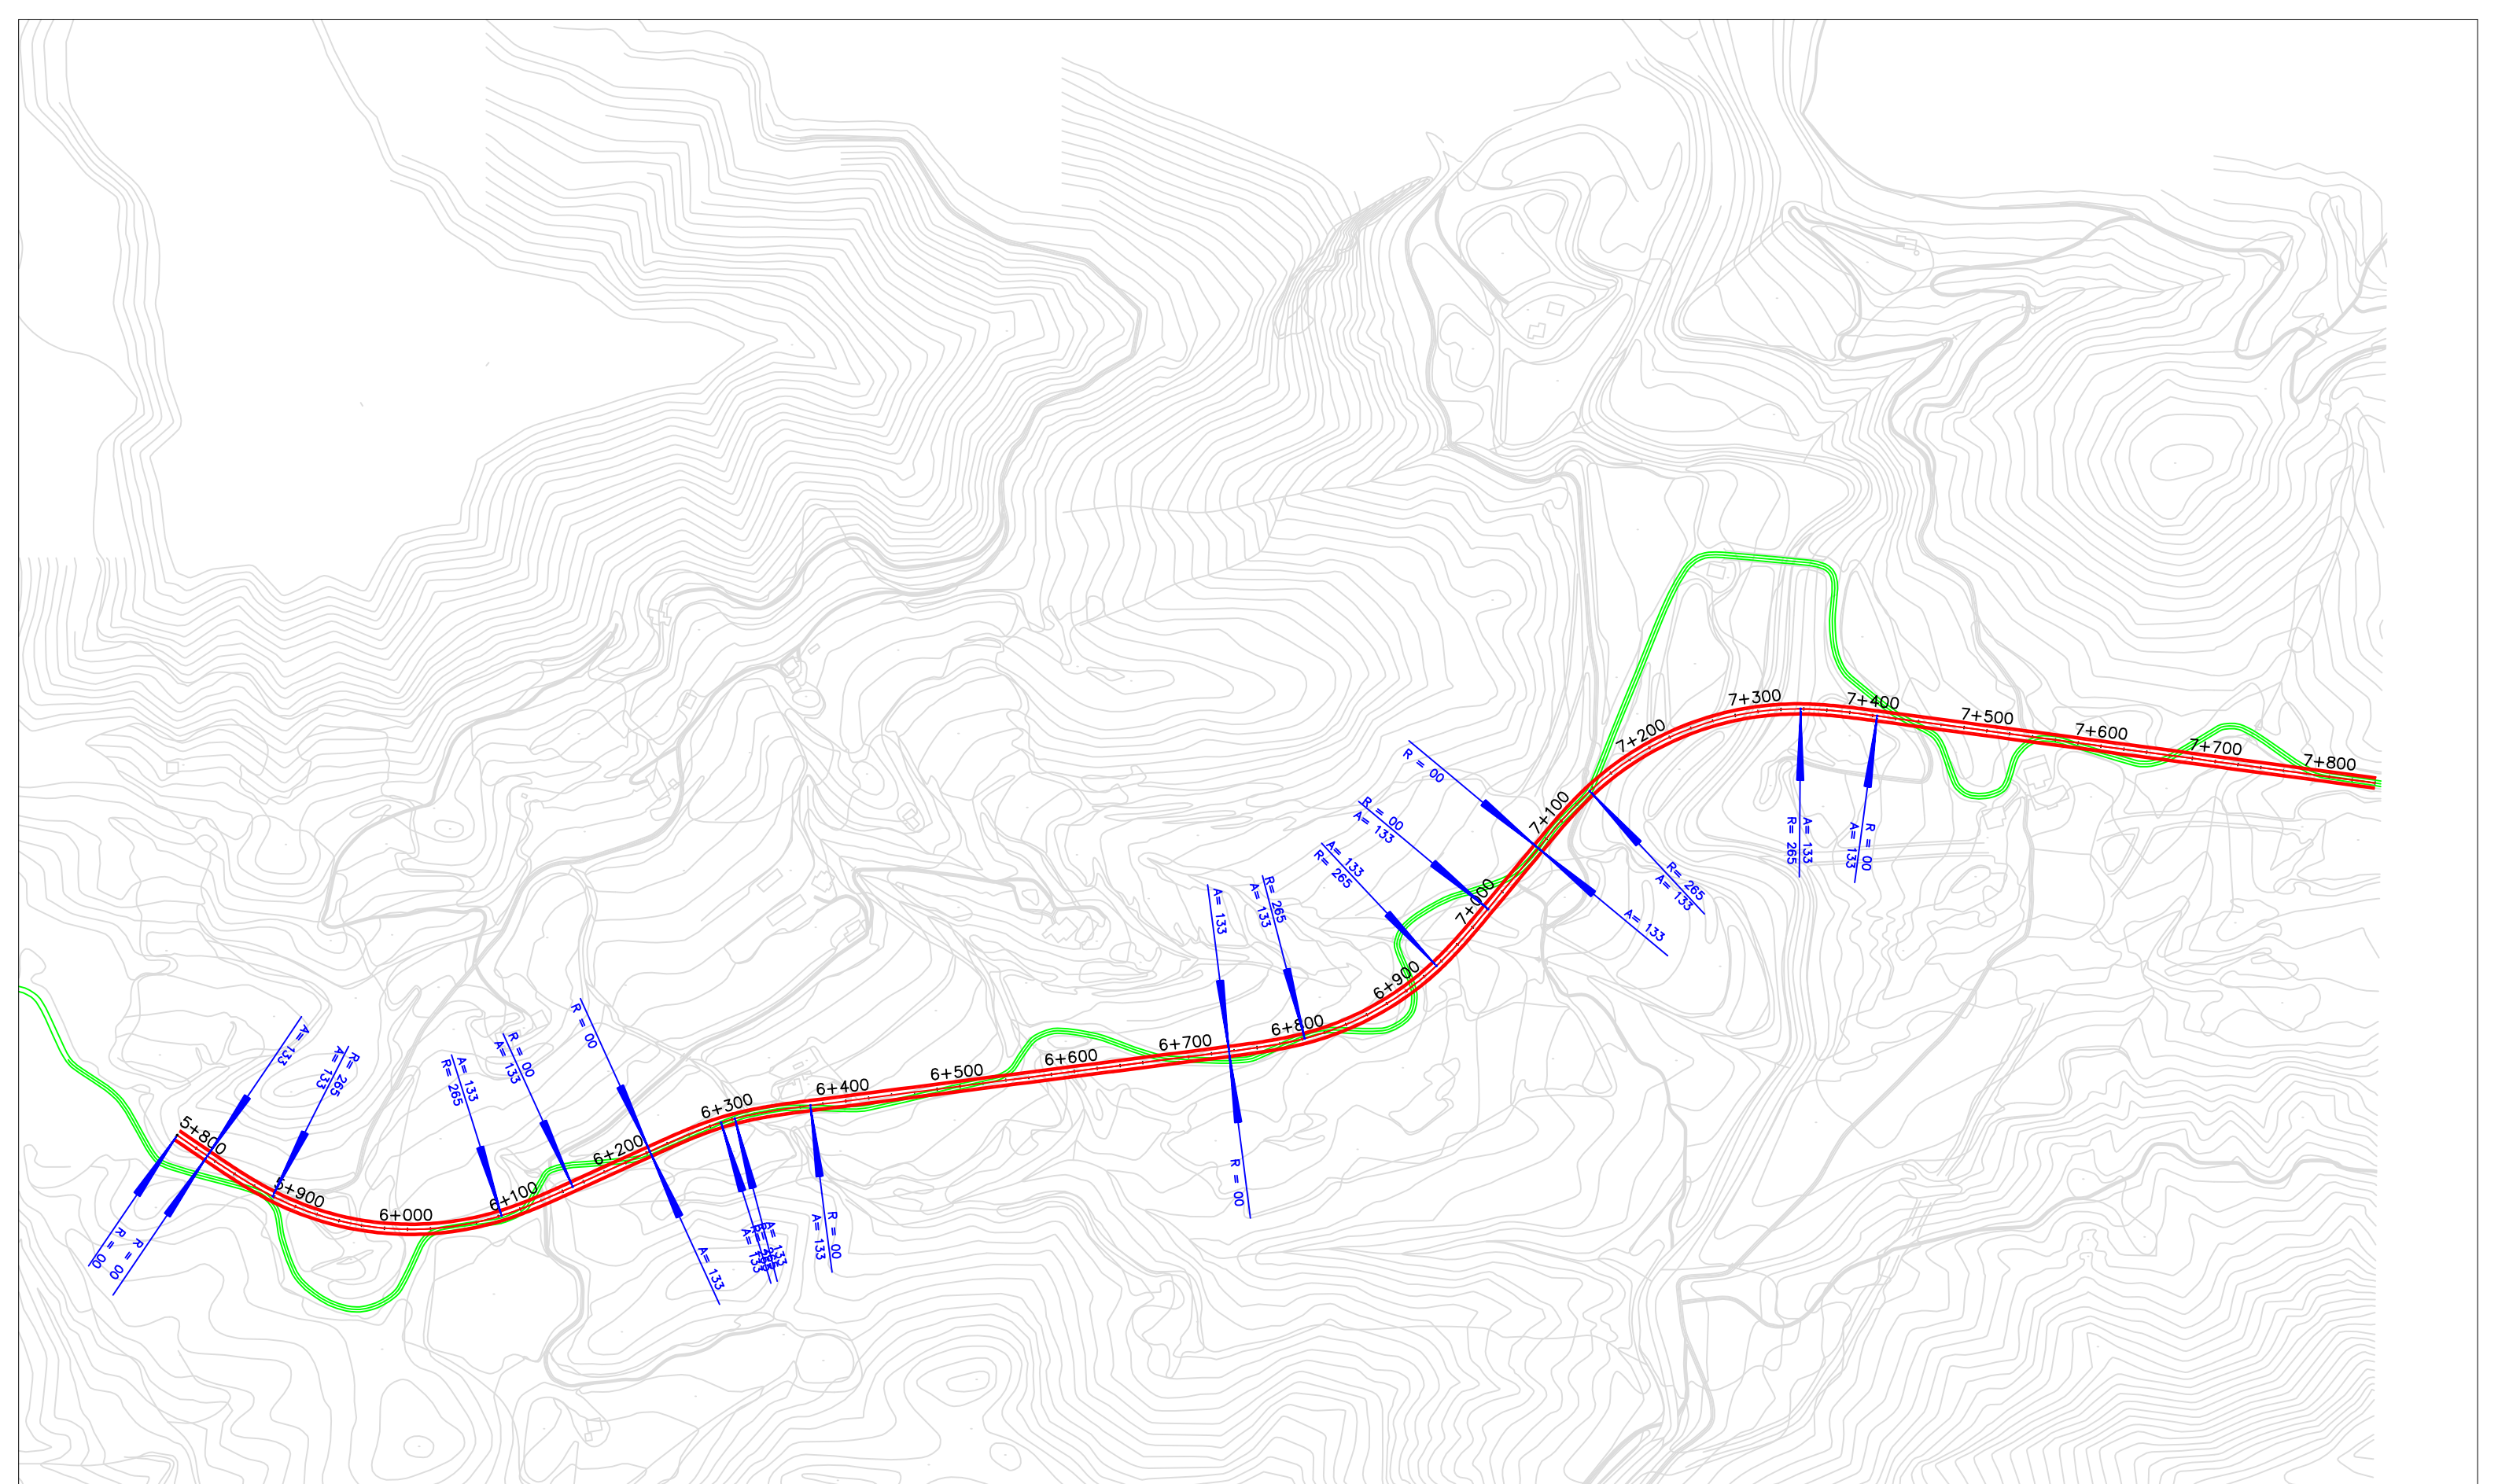 5+800
5+900
6+000
6+100
6+200
6+300
6+400
6+500
6+600
6+700
6+800
6+900
7+000
7+100
7+200
7+300
7+400
7+500
7+600
7+700
7+800
R = 00
R = 00
A= 133
R= 265
A= 133
A= 133
R= 265
R = 00
A= 133
R = 00
A= 133
R= 265
A= 133
A= 133
R= 265
R = 00
A= 133
A= 133
R = 00
R= 265
A= 133
A= 133
R= 265
R = 00
A= 133
R = 00
A= 133
R= 265
A= 133
A= 133
R= 265
R = 00
A= 133